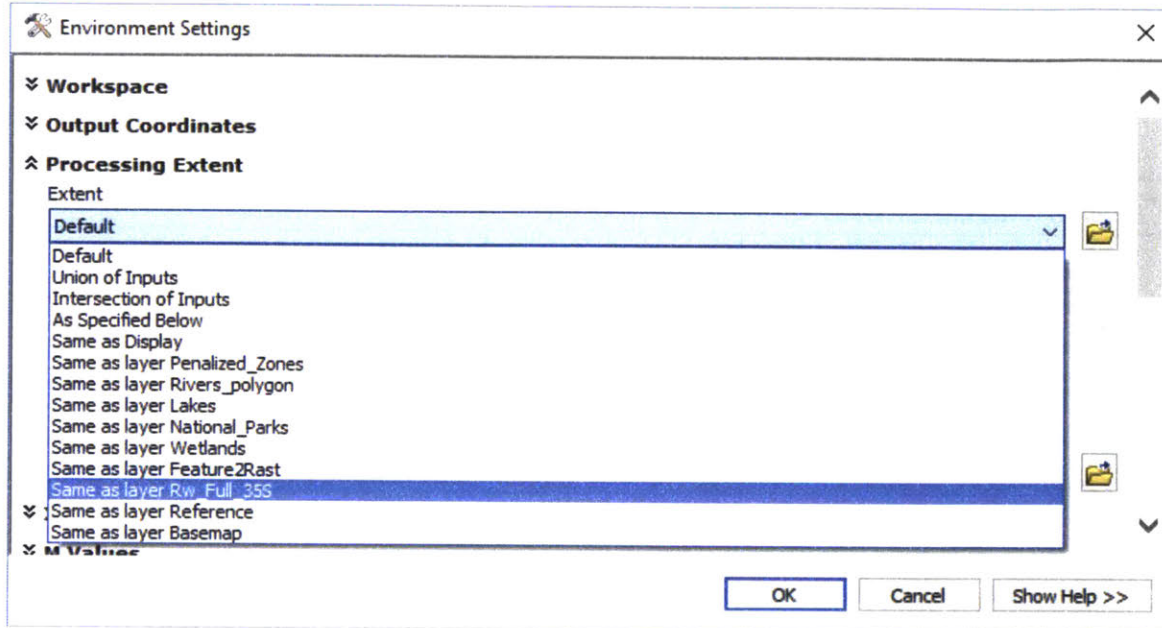 Environment Settings
Workspace
Output Coordinates
Processing Extent
Extent
Default
Default
Union of Inputs
Intersection of Inputs
As Specified Below
Same as Display
Same as layer Penalized_Zones
Same as layer Rivers_polygon
Same as layer Lakes
Same as layer National_Parks
Same as layer Wetlands
Same as layer Feature2Rast
Same as layer Rw_Full_35S
Same as layer Reference
Same as layer Basemap
M Values
OK Cancel Show Help >>